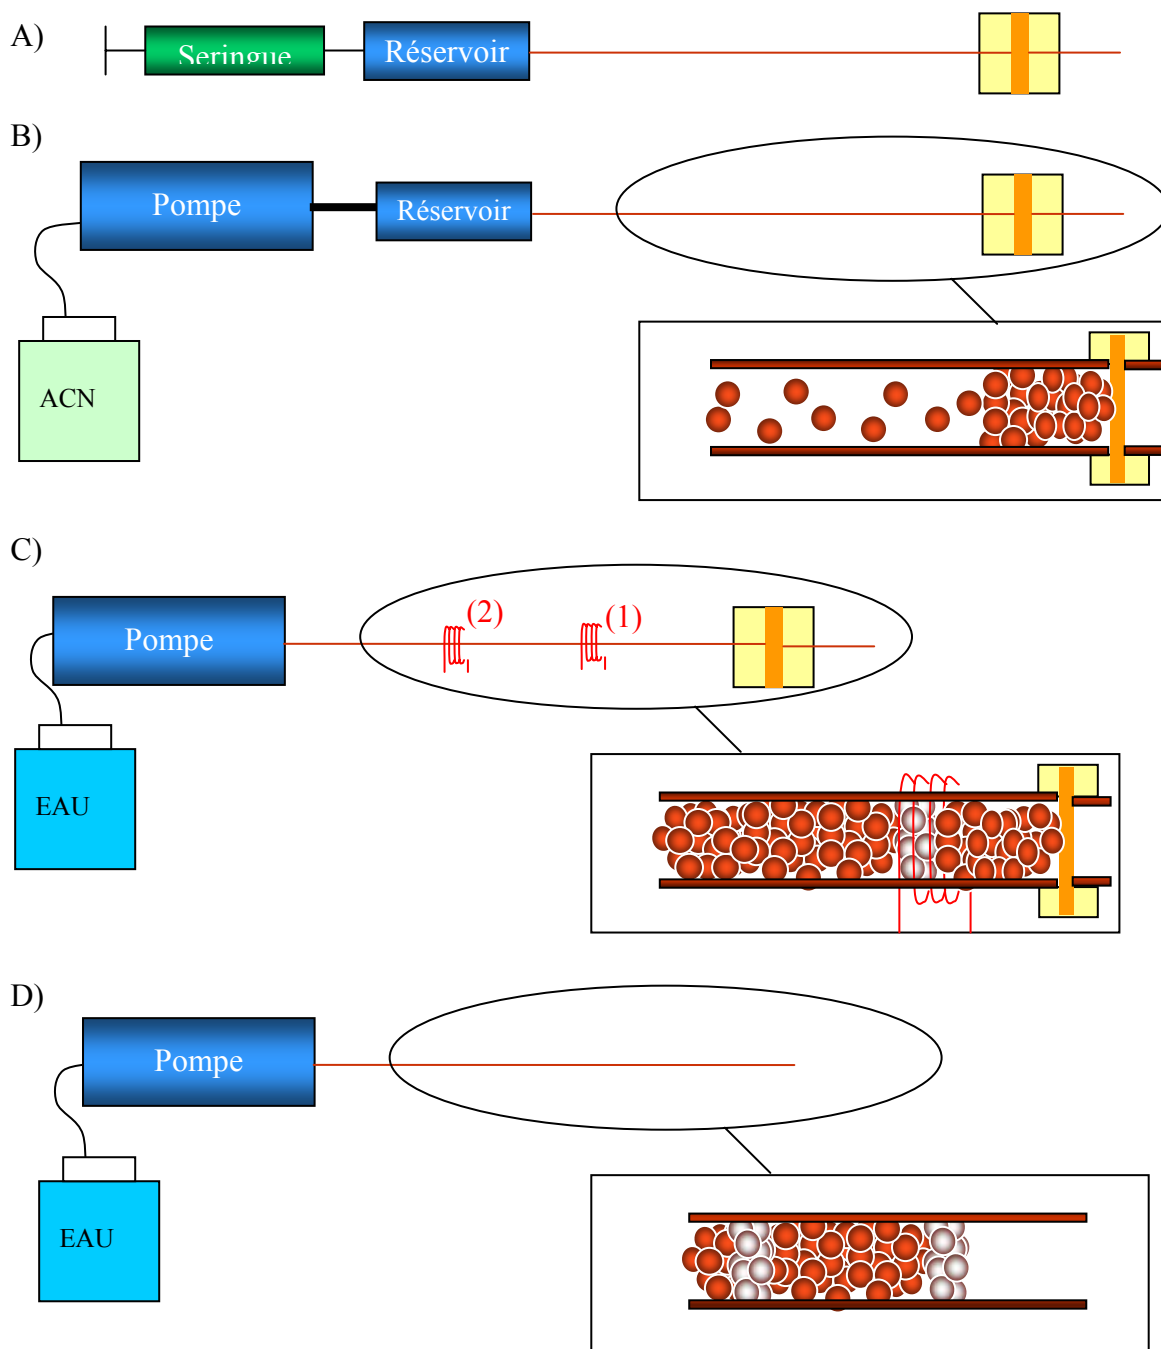 A)
Seringue
Réservoir
B)
Pompe
Réservoir
ACN
C)
(2)
(1)
Pompe
EAU
D)
Pompe
EAU